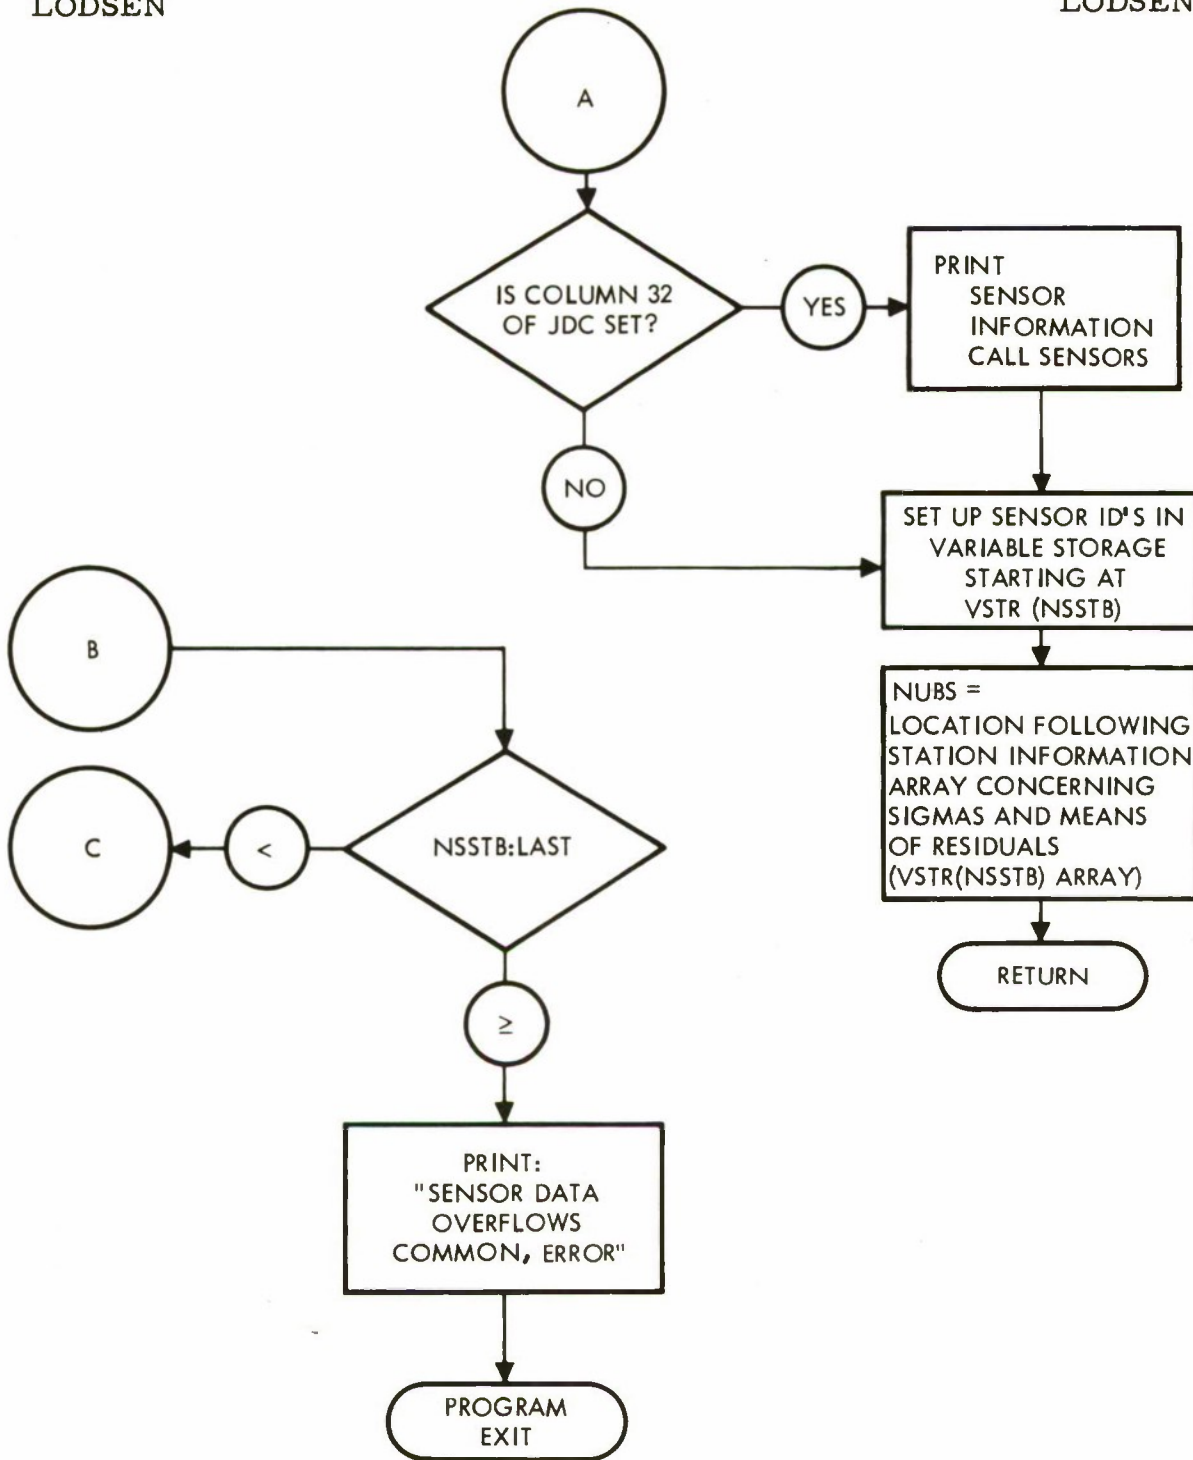 LODSEN
LODSEN
A
IS COLUMN 32
OF JDC SET?
YES
PRINT
SENSOR
INFORMATION
CALL SENSORS
NO
SET UP SENSOR ID'S IN
VARIABLE STORAGE
STARTING AT
VSTR (NSSTB)
NUBS =
LOCATION FOLLOWING
STATION INFORMATION
ARRAY CONCERNING
SIGMAS AND MEANS
OF RESIDUALS
(VSTR(NSSTB) ARRAY)
RETURN
B
NSSTB:LAST
<
C
≥
PRINT:
"SENSOR DATA
OVERFLOWS
COMMON, ERROR"
PROGRAM
EXIT